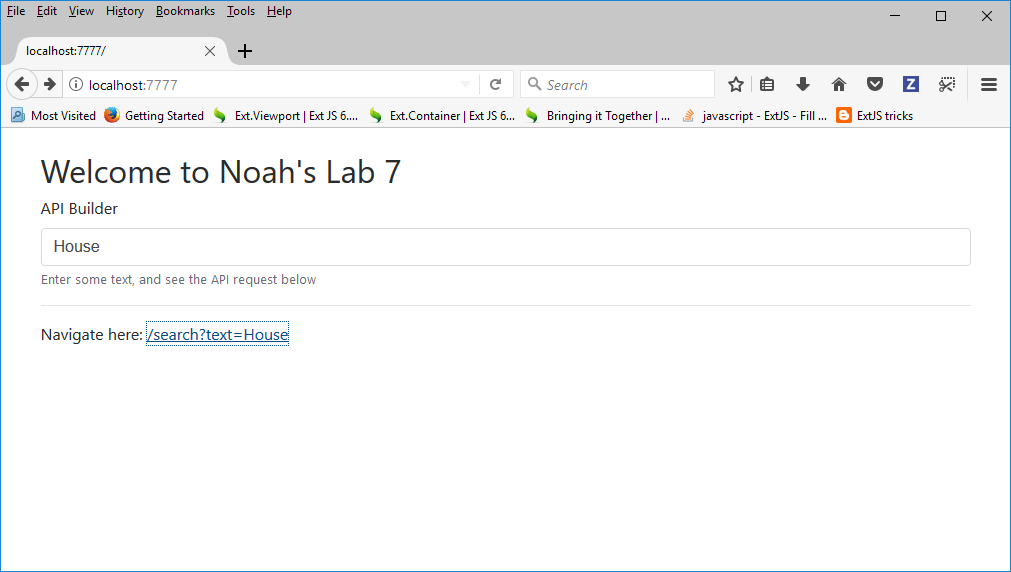 File Edit View History Bookmarks Tools Help
localhost:7777/
localhost:7777 Search
Z
Most Visited Getting Started Ext.Viewport | Ext JS 6.... Ext.Container | Ext JS 6... Bringing it Together | ... javascript - ExtJS - Fill ... ExtJS tricks
Welcome to Noah's Lab 7
API Builder
House
Enter some text, and see the API request below
Navigate here: /search?text=House